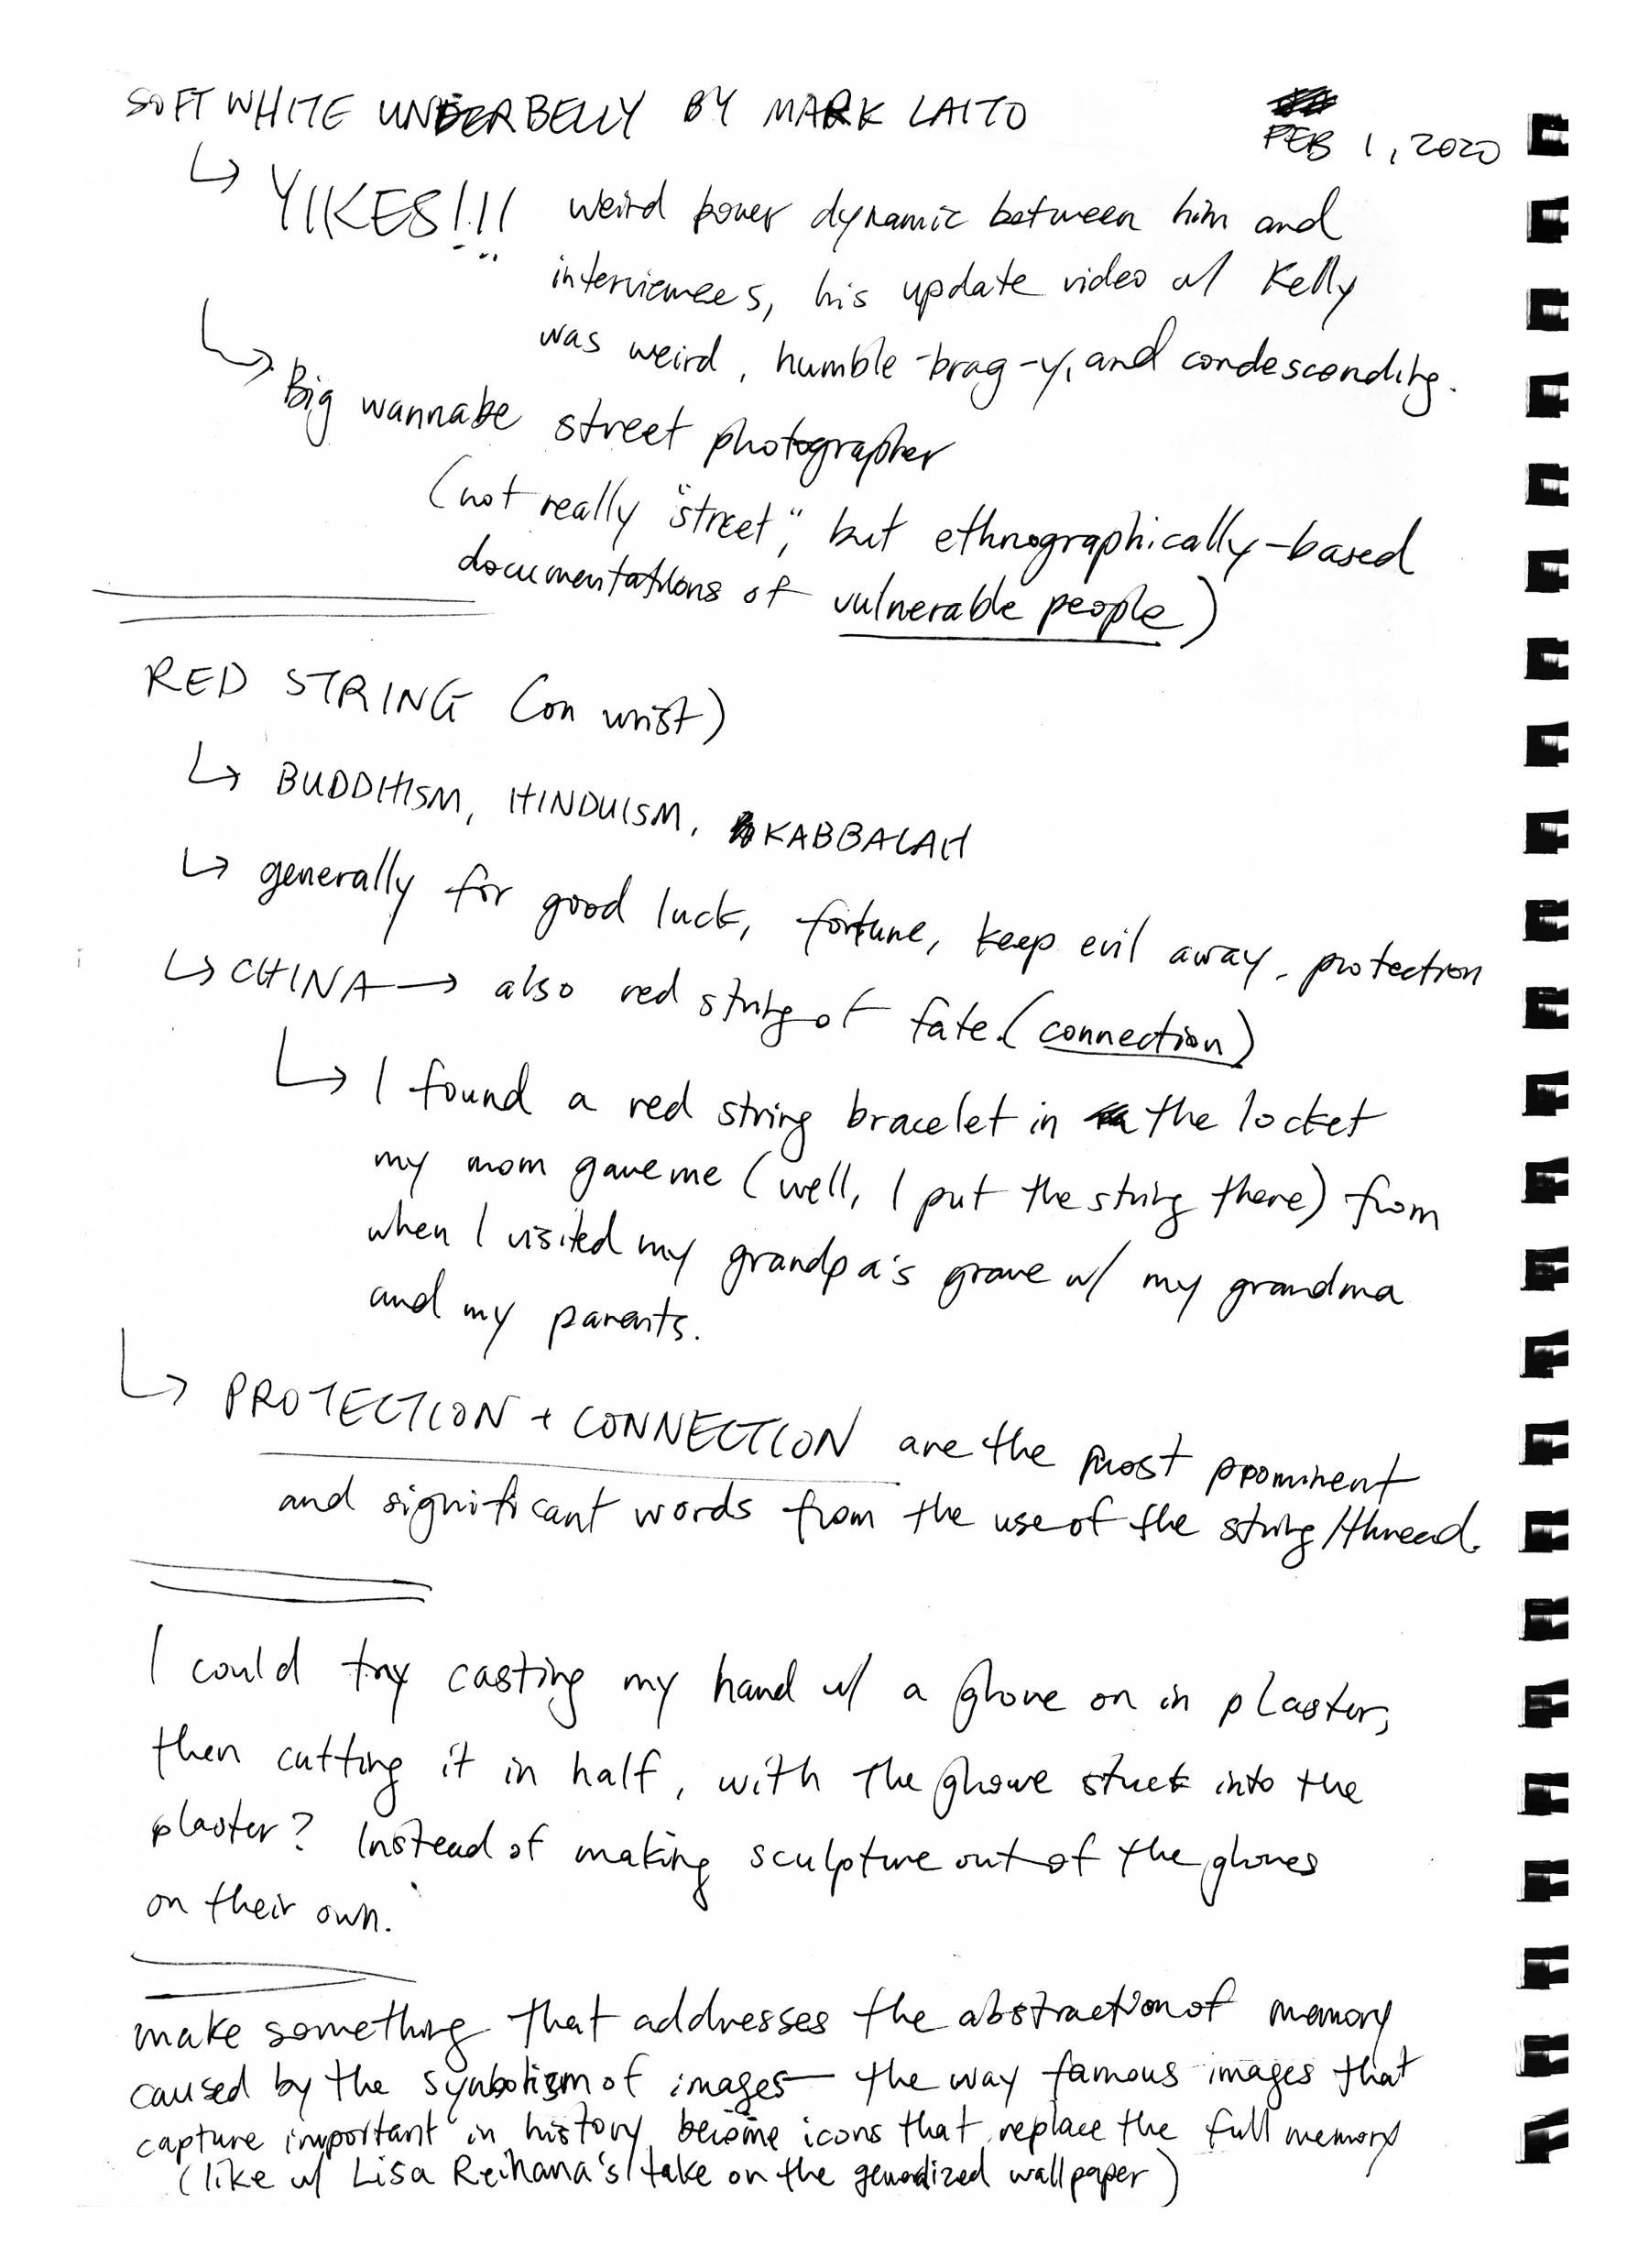 SOFT WHITE UNDERBELLY BY MARK LAITO
FEB 1, 2020
↳ YIKES!!! weird power dynamic between him and
interviewees, his update video w/ Kelly
was weird, humble-brag-y, and condesconding.
↳ Big wannabe street photographer
(not really "street", but ethnographically-based
documentations of vulnerable people)
RED STRING (on wrist)
↳ BUDDHISM, HINDUISM, KABBALAH
↳ generally for good luck, fortune, keep evil away, protection
↳ CHINA → also red string of fate. (connection)
↳ I found a red string bracelet in the locket
my mom gave me (well, I put the string there) from
when I visited my grandpa's grave w/ my grandma
and my parents.
↳ PROTECTION + CONNECTION are the most prominent
and significant words from the use of the string/thread.
I could try casting my hand w/ a glove on in plaster,
then cutting it in half, with the glove stuck into the
plaster? Instead of making sculpture out of the gloves
on their own.
make something that addresses the abstraction of memory
caused by the symbolism of images— the way famous images that
capture important in history become icons that replace the full memory
(like w/ Lisa Reihana's take on the wallpaper)